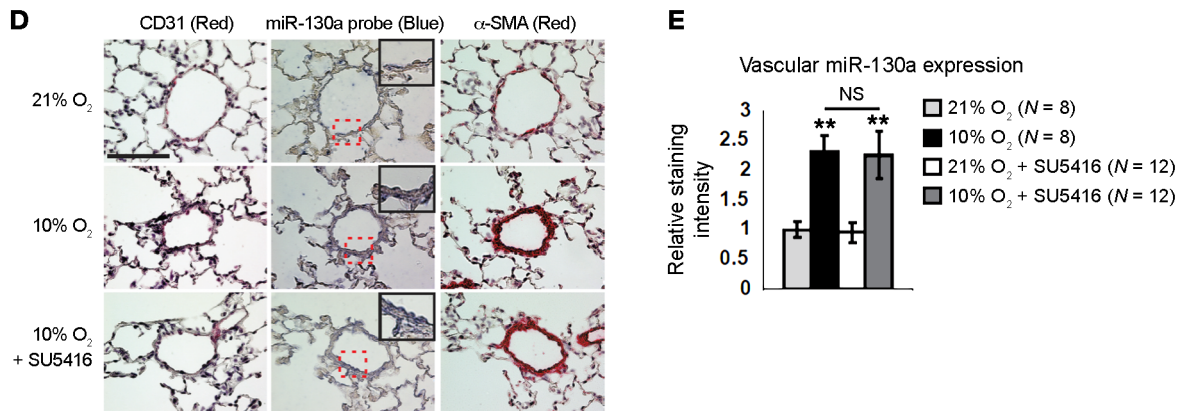 D
CD31 (Red) miR-130a probe (Blue) α-SMA (Red)
21% O₂
10% O₂
10% O₂
+ SU5416
E
Vascular miR-130a expression
Relative staining
intensity
3
2.5
2
1.5
1
0.5
0
NS
** **
21% O₂ (N = 8)
10% O₂ (N = 8)
21% O₂ + SU5416 (N = 12)
10% O₂ + SU5416 (N = 12)